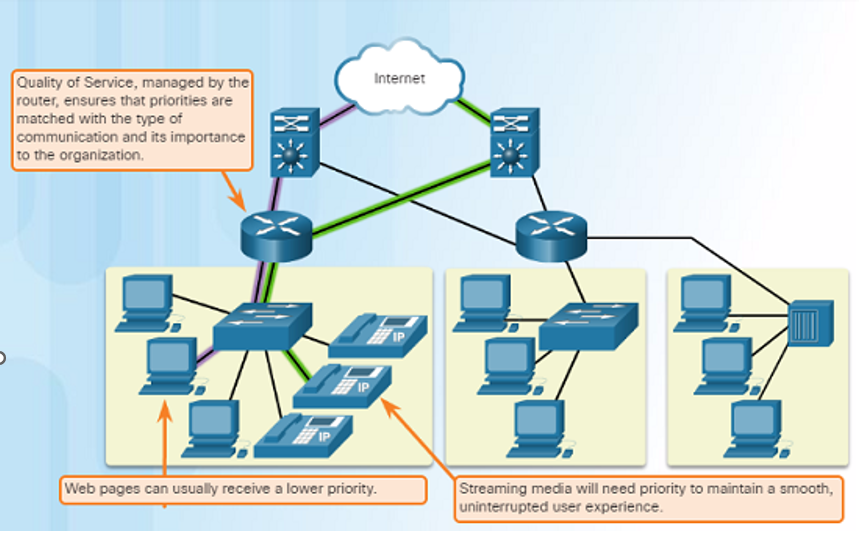 Internet
Quality of Service, managed by the
router, ensures that priorities are
matched with the type of
communication and its importance
to the organization.
IP
IP
IP
Web pages can usually receive a lower priority.
Streaming media will need priority to maintain a smooth,
uninterrupted user experience.